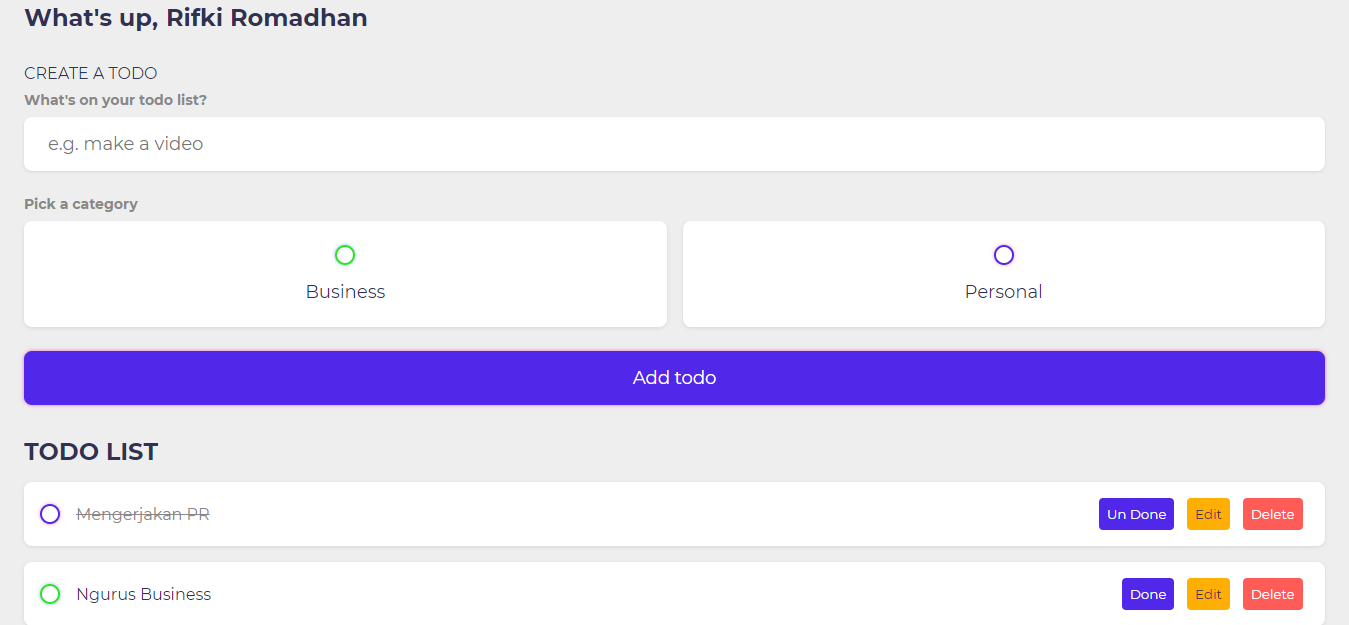 What's up, Rifki Romadhan
CREATE A TODO
What's on your todo list?
e.g. make a video
Pick a category
Business Personal
Add todo
TODO LIST
Mengerjakan PR Un Done Edit Delete
Ngurus Business Done Edit Delete